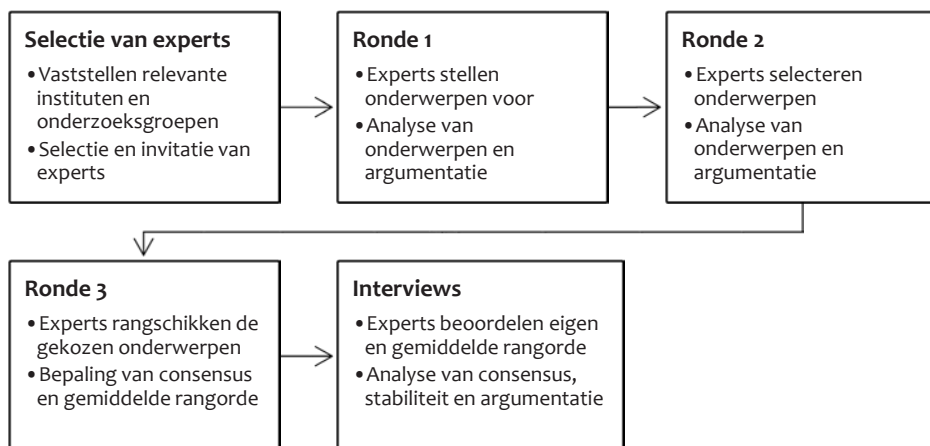 Selectie van experts
•Vaststellen relevante
instituten en
onderzoeksgroepen
•Selectie en invitatie van
experts
Ronde 1
•Experts stellen
onderwerpen voor
•Analyse van
onderwerpen en
argumentatie
Ronde 2
•Experts selecteren
onderwerpen
•Analyse van
onderwerpen en
argumentatie
Ronde 3
•Experts rangschikken de
gekozen onderwerpen
•Bepaling van consensus
en gemiddelde rangorde
Interviews
•Experts beoordelen eigen
en gemiddelde rangorde
•Analyse van consensus,
stabiliteit en argumentatie